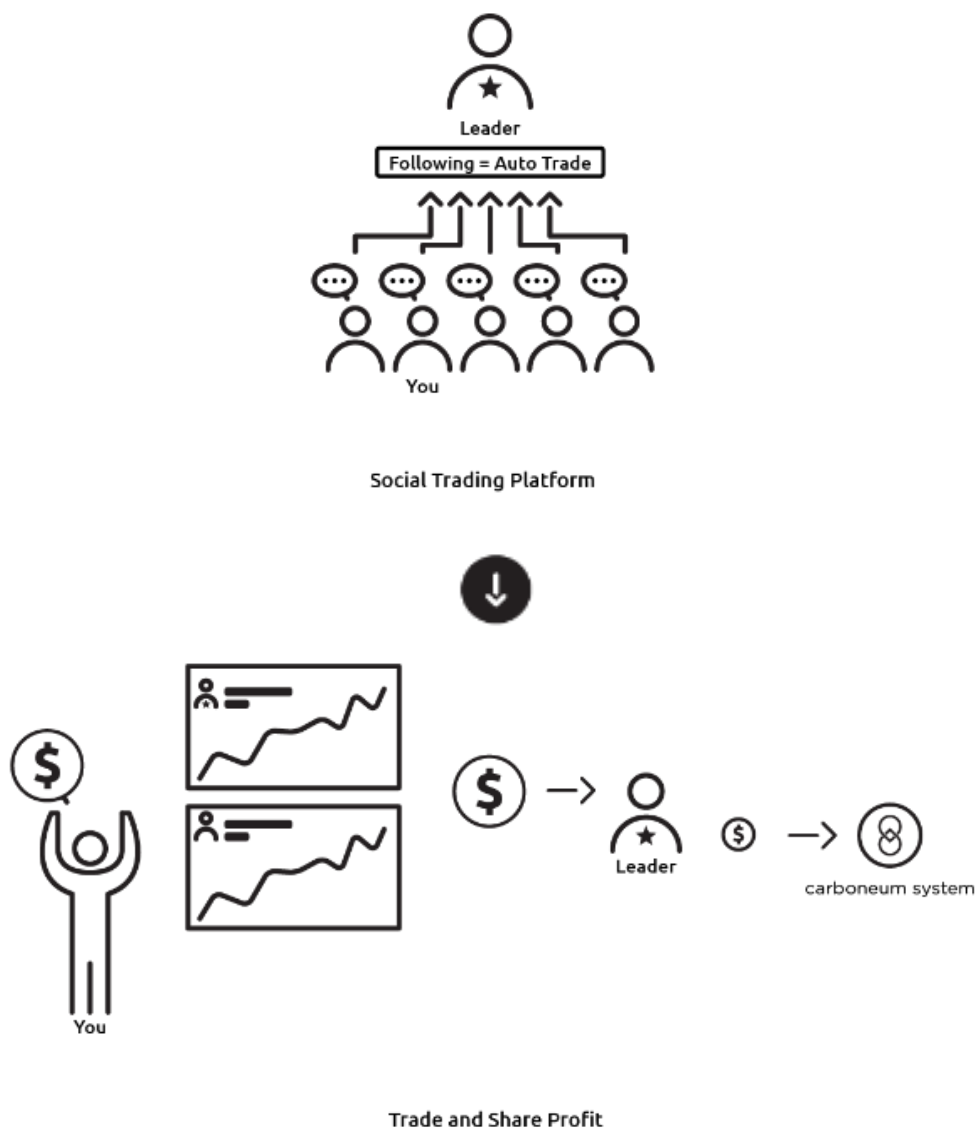 Leader
Following = Auto Trade
You
Social Trading Platform
$
$
Leader
$
carboneum system
You
Trade and Share Profit